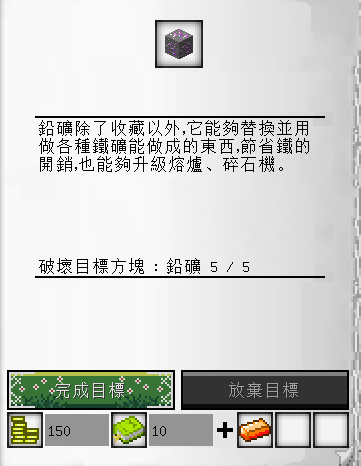 鉛礦除了收藏以外,它能夠替換並用
做各種鐵礦能做成的東西,節省鐵的
開銷,也能夠升級熔爐、碎石機。
破壞目標方塊：鉛礦 5 / 5
完成目標
放棄目標
150
10